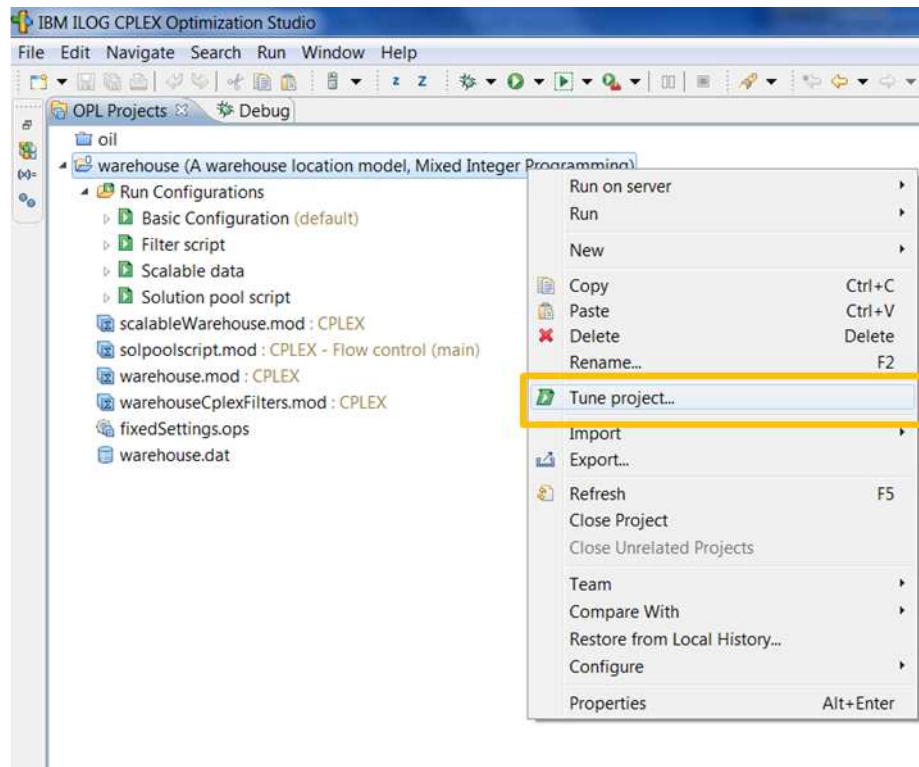 IBM ILOG CPLEX Optimization Studio
File Edit Navigate Search Run Window Help
OPL Projects Debug
oil
warehouse (A warehouse location model, Mixed Integer Programming)
Run Configurations
Basic Configuration (default)
Filter script
Scalable data
Solution pool script
scalableWarehouse.mod : CPLEX
solpoolscript.mod : CPLEX - Flow control (main)
warehouse.mod : CPLEX
warehouseCplexFilters.mod : CPLEX
fixedSettings.ops
warehouse.dat
Run on server
Run
New
Copy Ctrl+C
Paste Ctrl+V
Delete Delete
Rename... F2
Tune project...
Import
Export...
Refresh F5
Close Project
Close Unrelated Projects
Team
Compare With
Restore from Local History...
Configure
Properties Alt+Enter